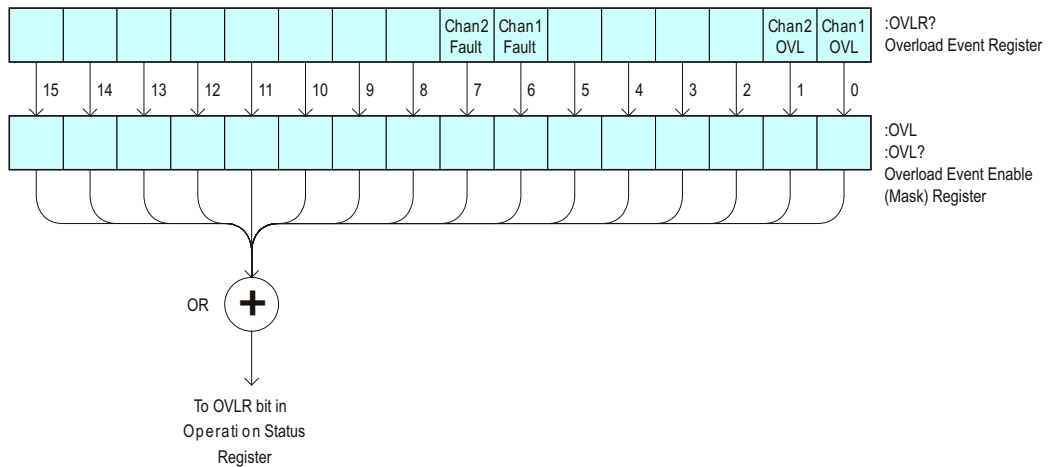 Chan2 Fault
Chan1 Fault
Chan2 OVL
Chan1 OVL
:OVLR?
Overload Event Register
15 14 13 12 11 10 9 8 7 6 5 4 3 2 1 0
:OVL
:OVL?
Overload Event Enable
(Mask) Register
OR
+
To OVLR bit in
Operation Status
Register